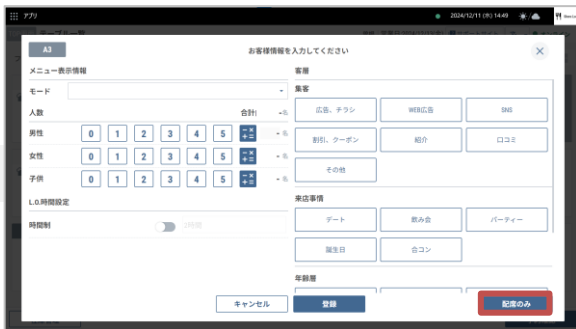 アプリ
2024/12/11 (水) 14:49
テーブル一覧
A3
お客様情報を入力してください
メニュー表示情報
モード
人数
合計:
-名
男性
0 1 2 3 4 5
- 名
女性
0 1 2 3 4 5
- 名
子供
0 1 2 3 4 5
- 名
L.O.時間設定
時間制
2時間
客層
集客
広告、チラシ
WEB広告
SNS
割引、クーポン
紹介
口コミ
その他
来店事情
デート
飲み会
パーティー
誕生日
合コン
年齢層
キャンセル
登録
配席のみ